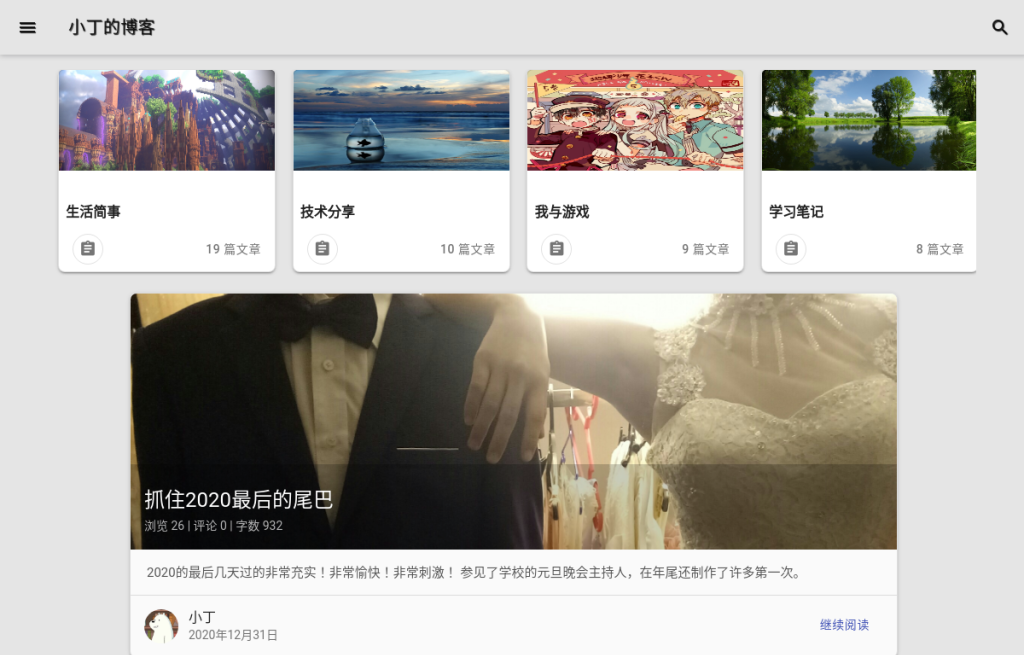 小丁的博客
生活简事
19 篇文章
技术分享
10 篇文章
我与游戏
9 篇文章
学习笔记
8 篇文章
抓住2020最后的尾巴
浏览 26 | 评论 0 | 字数 932
2020的最后几天过的非常充实！非常愉快！非常刺激！ 参见了学校的元旦晚会主持人，在年尾还制作了许多第一次。
小丁
2020年12月31日
继续阅读